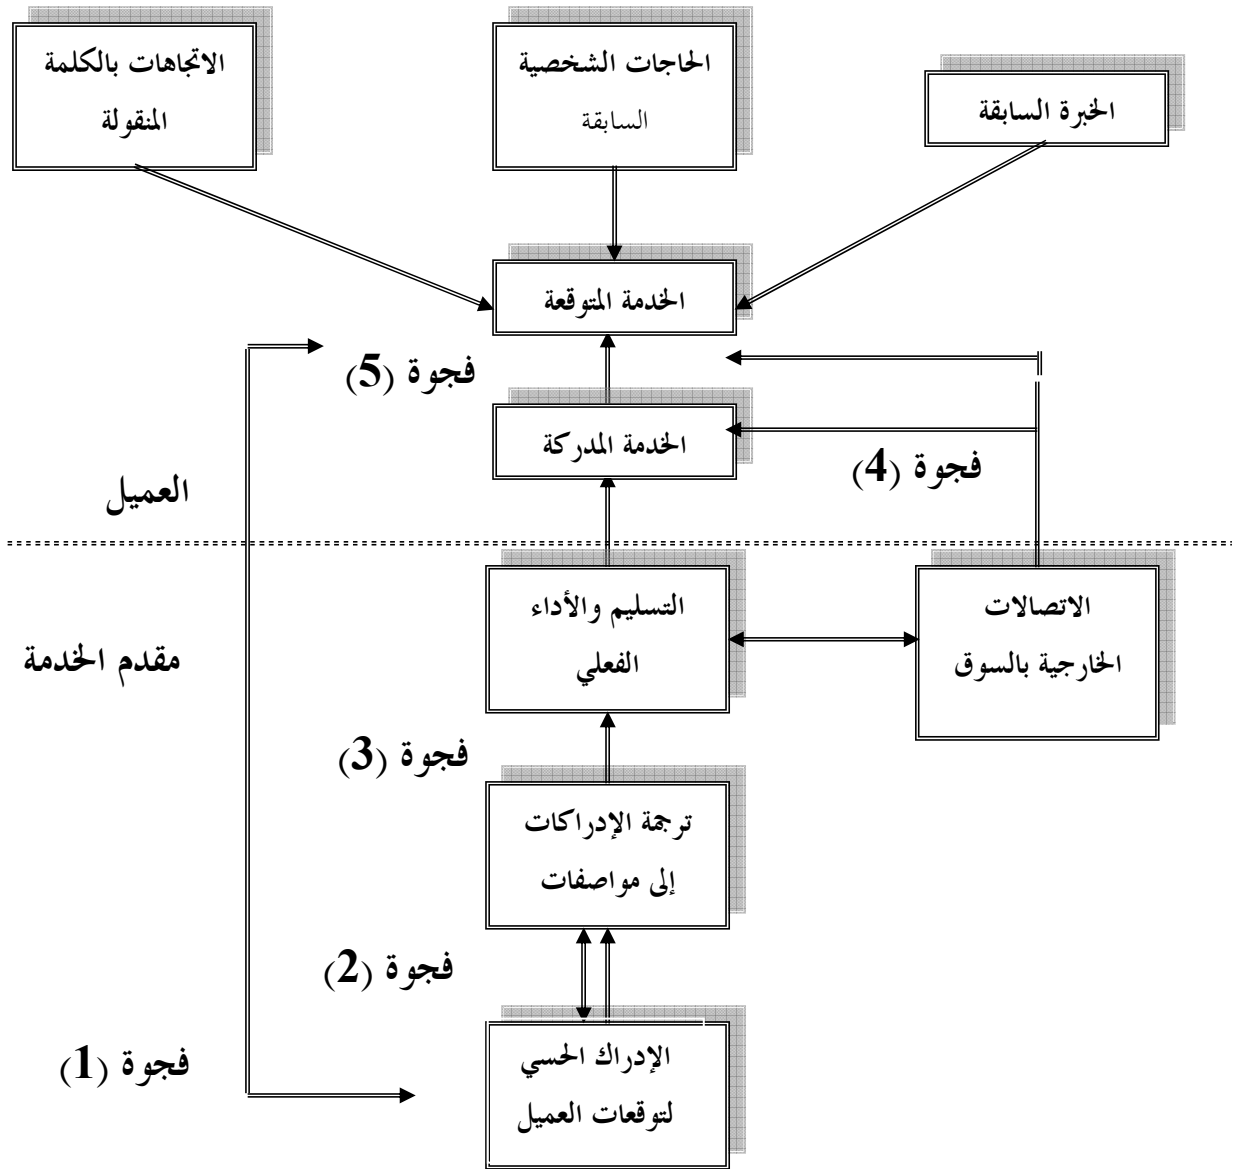 الخبرة السابقة
الحاجات الشخصية
السابقة
الاتجاهات بالكلمة
المنقولة
الخدمة المتوقعة
فجوة (5)
الخدمة المدركة
فجوة (4)
العميل
مقدم الخدمة
الاتصالات
الخارجية بالسوق
التسليم والأداء
الفعلي
فجوة (3)
ترجمة الإدراكات
إلى مواصفات
فجوة (2)
الإدراك الحسي
لتوقعات العميل
فجوة (1)